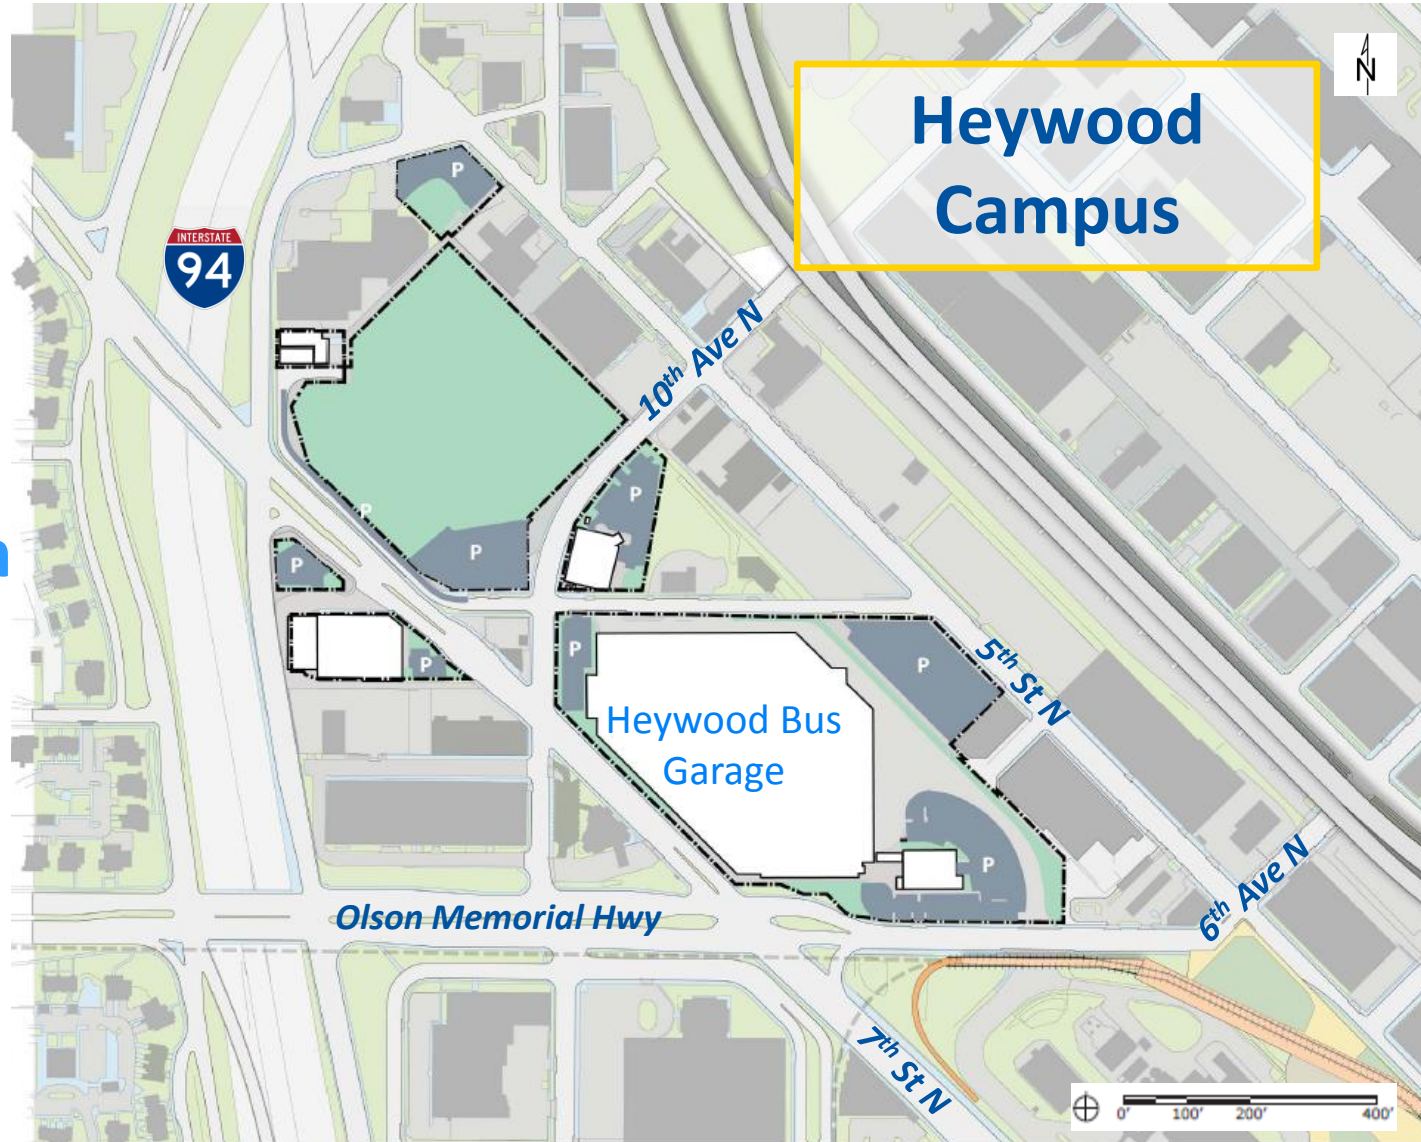 Heywood
Campus
N
INTERSTATE
94
P
10th Ave N
P
P
P
P
P
P
P
5th St N
Heywood Bus
Garage
P
6th Ave N
Olson Memorial Hwy
7th St N
0' 100' 200' 400'